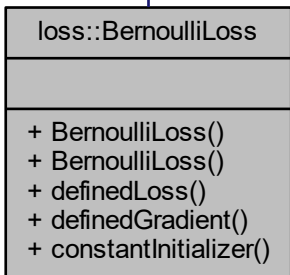 loss::BernoulliLoss
+ BernoulliLoss()
+ BernoulliLoss()
+ definedLoss()
+ definedGradient()
+ constantInitializer()